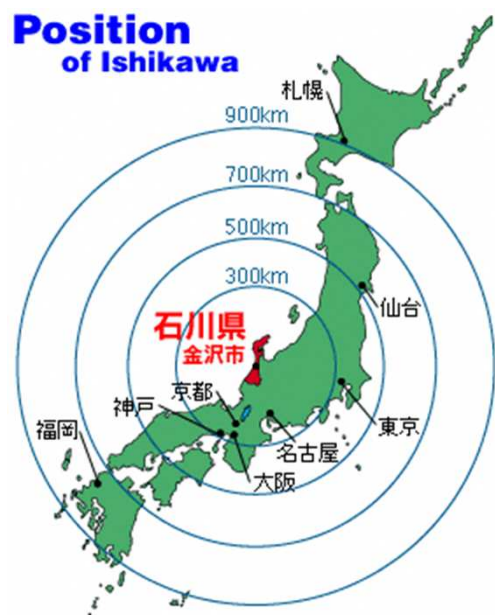 Position
of Ishikawa
札幌
900km
700km
500km
仙台
300km
石川県
金沢市
京都
神戸
福岡
東京
名古屋
大阪